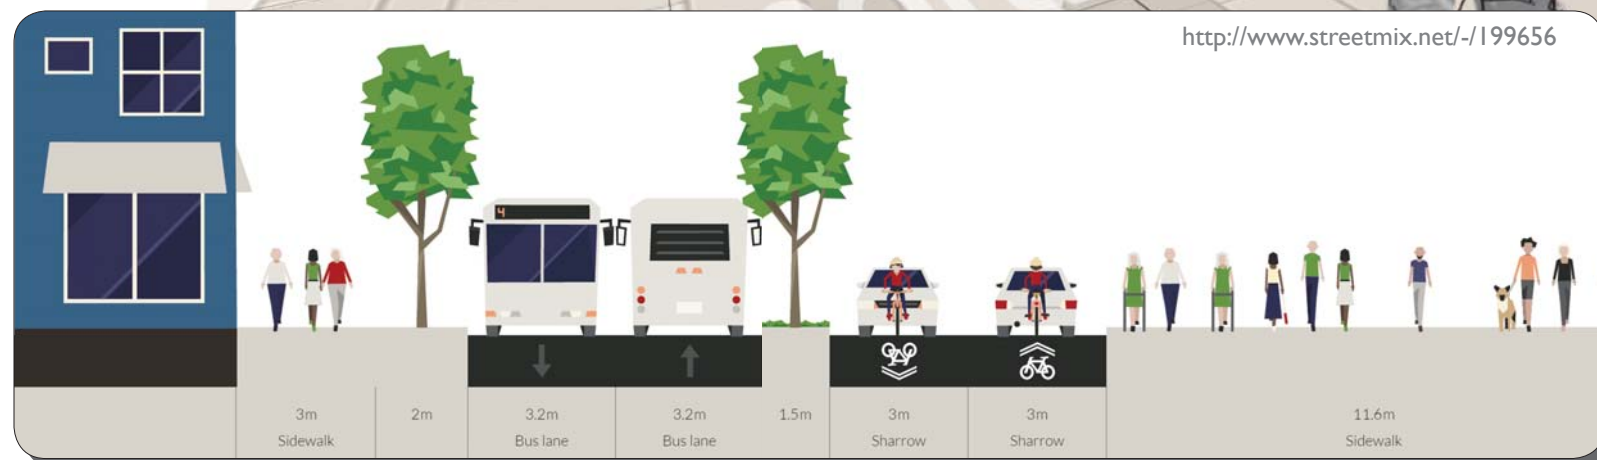 http://www.streetmix.net/-/199656
4
3m
Sidewalk
2m
3.2m
Bus lane
3.2m
Bus lane
1.5m
3m
Sharrow
3m
Sharrow
11.6m
Sidewalk